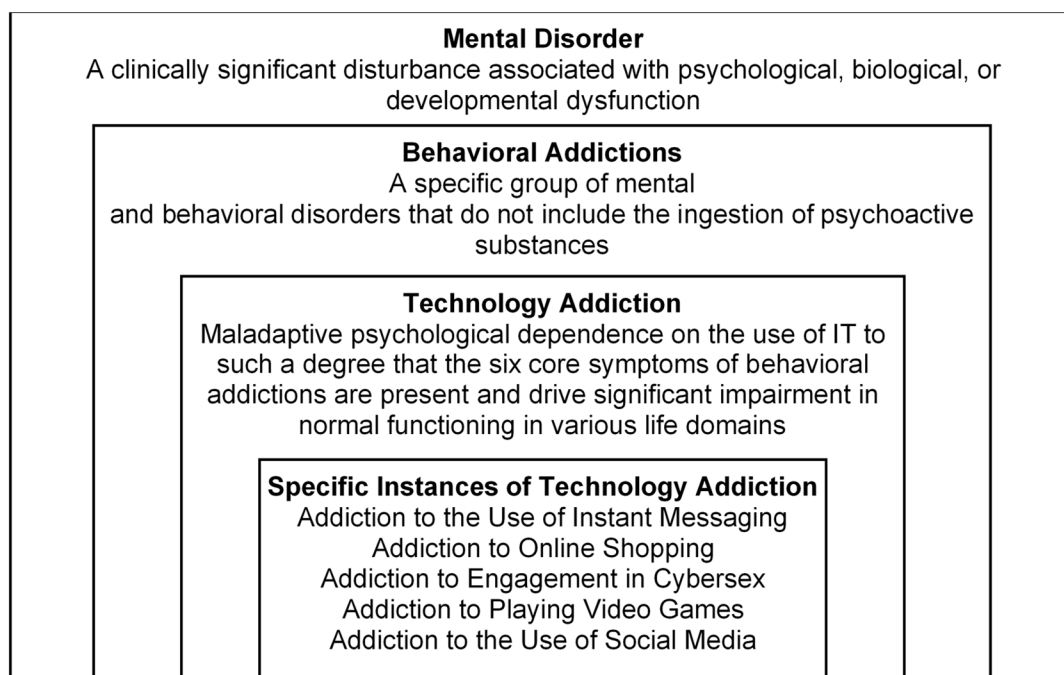 Mental Disorder
A clinically significant disturbance associated with psychological, biological, or
developmental dysfunction
Behavioral Addictions
A specific group of mental
and behavioral disorders that do not include the ingestion of psychoactive
substances
Technology Addiction
Maladaptive psychological dependence on the use of IT to
such a degree that the six core symptoms of behavioral
addictions are present and drive significant impairment in
normal functioning in various life domains
Specific Instances of Technology Addiction
Addiction to the Use of Instant Messaging
Addiction to Online Shopping
Addiction to Engagement in Cybersex
Addiction to Playing Video Games
Addiction to the Use of Social Media